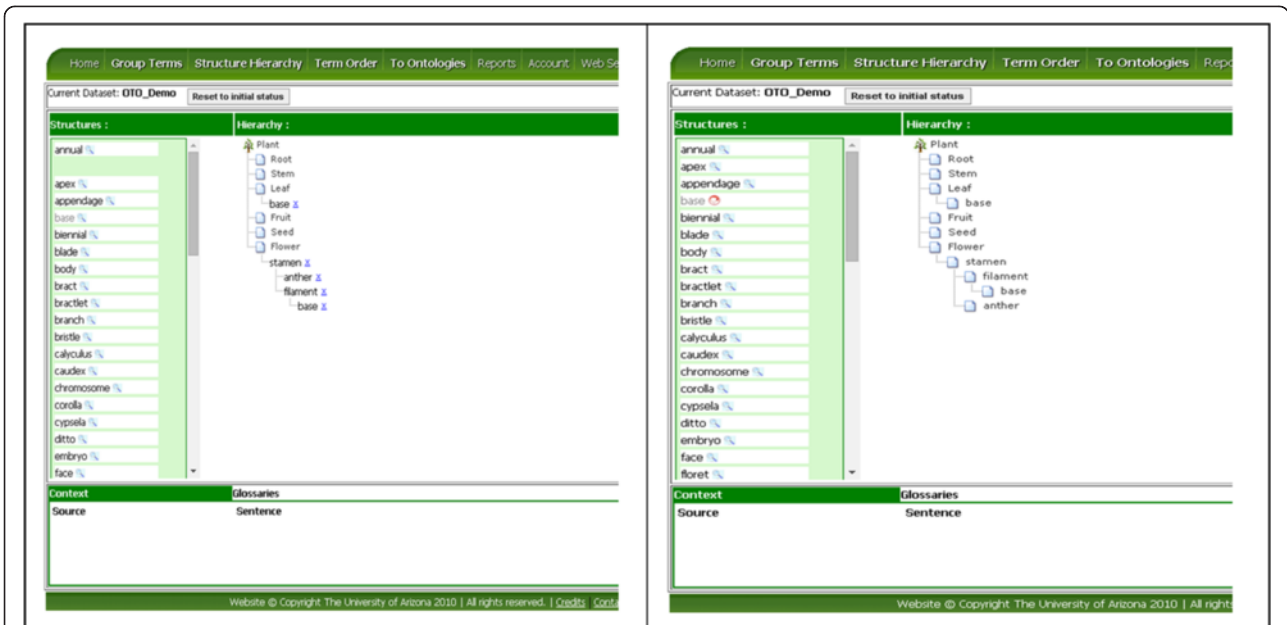 Home Group Terms Structure Hierarchy Term Order To Ontologies Reports Account Web Se
Current Dataset: OTO_Demo Reset to initial status
Structures : Hierarchy :
annual
apex
appendage
base
biennial
blade
body
bract
bractlet
branch
bristle
calyculus
caudex
chromosome
corolla
cypsela
ditto
embryo
face
Plant
Root
Stem
Leaf
base x
Fruit
Seed
Flower
stamen x
anther x
filament x
base x
Context Glossaries
Source Sentence
Website © Copyright The University of Arizona 2010 | All rights reserved. | Credits | Conta
Home Group Terms Structure Hierarchy Term Order To Ontologies Repo
Current Dataset: OTO_Demo Reset to initial status
Structures : Hierarchy :
annual
apex
appendage
base
biennial
blade
body
bract
bractlet
branch
bristle
calyculus
caudex
chromosome
corolla
cypsela
ditto
embryo
face
floret
Plant
Root
Stem
Leaf
base
Fruit
Seed
Flower
stamen
filament
base
anther
Context Glossaries
Source Sentence
Website © Copyright The University of Arizona 2010 | All rights